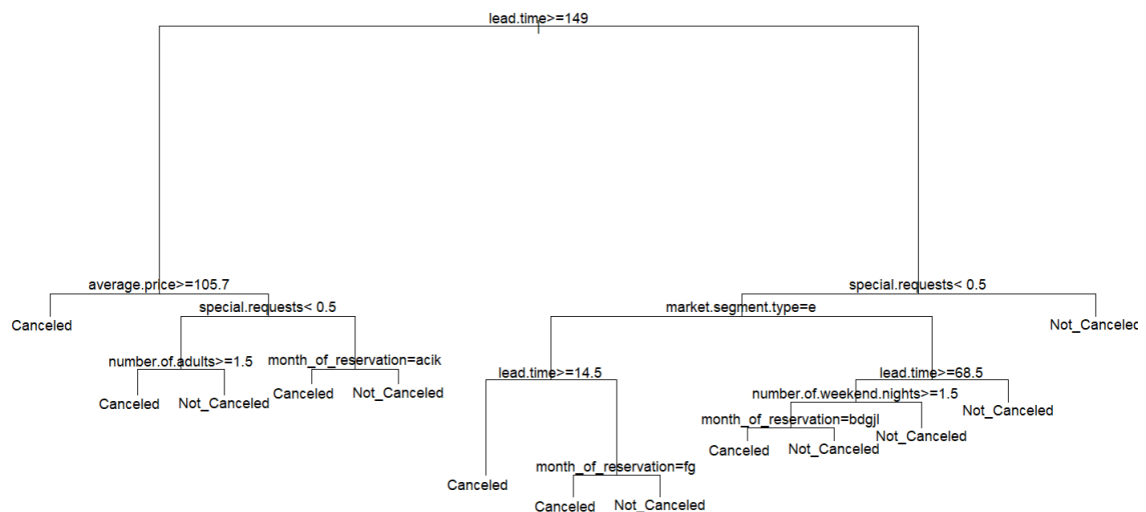 lead.time>=149
average.price>=105.7
special.requests< 0.5
Canceled
special.requests< 0.5
market.segment.type=e
Not_Canceled
number.of.adults>=1.5
month_of_reservation=acik
lead.time>=14.5
lead.time>=68.5
Canceled
Not_Canceled
Canceled
Not_Canceled
number.of.weekend.nights>=1.5
Not_Canceled
month_of_reservation=bdgjl
Not_Canceled
Canceled
Not_Canceled
month_of_reservation=fg
Canceled
Canceled
Not_Canceled